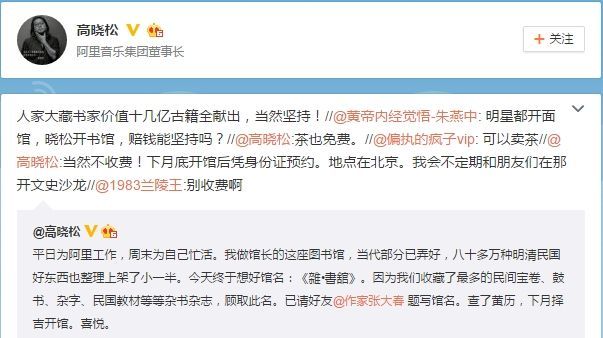 高晓松
阿里音乐集团董事长
+ 关注
人家大藏书家价值十几亿古籍全献出，当然坚持！//@黄帝内经觉悟-朱燕中: 明星都开面
馆，晓松开书馆，赔钱能坚持吗？//@高晓松:茶也免费。//@偏执的疯子vip: 可以卖茶//@
高晓松:当然不收费！下月底开馆后凭身份证预约。地点在北京。我会不定期和朋友们在那
开文史沙龙//@1983兰陵王:别收费啊
@高晓松
平日为阿里工作，周末为自己忙活。我做馆长的这座图书馆，当代部分已弄好，八十多万种明清民国
好东西也整理上架了小一半。今天终于想好馆名：《雜•書館》。因为我们收藏了最多的民间宝卷、鼓
书、杂字、民国教材等等杂书杂志，顾取此名。已请好友@作家张大春 题写馆名。查了黄历，下月择
吉开馆。喜悦。